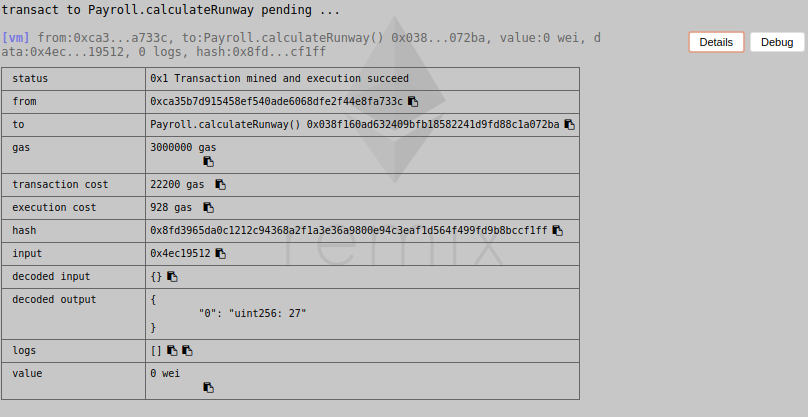 transact to Payroll.calculateRunway pending ...
[vm] from:0xca3...a733c, to:Payroll.calculateRunway() 0x038...072ba, value:0 wei, d
ata:0x4ec...19512, 0 logs, hash:0x8fd...cf1ff
Details Debug
status 0x1 Transaction mined and execution succeed
from 0xca35b7d915458ef540ade6068dfe2f44e8fa733c
to Payroll.calculateRunway() 0x038f160ad632409bfb18582241d9fd88c1a072ba
gas 3000000 gas
transaction cost 22200 gas
execution cost 928 gas
hash 0x8fd3965da0c1212c94368a2f1a3e36a9800e94c3eaf1d564f499fd9b8bccf1ff
input 0x4ec19512
decoded input {}
decoded output {
"0": "uint256: 27"
}
logs []
value 0 wei
remix